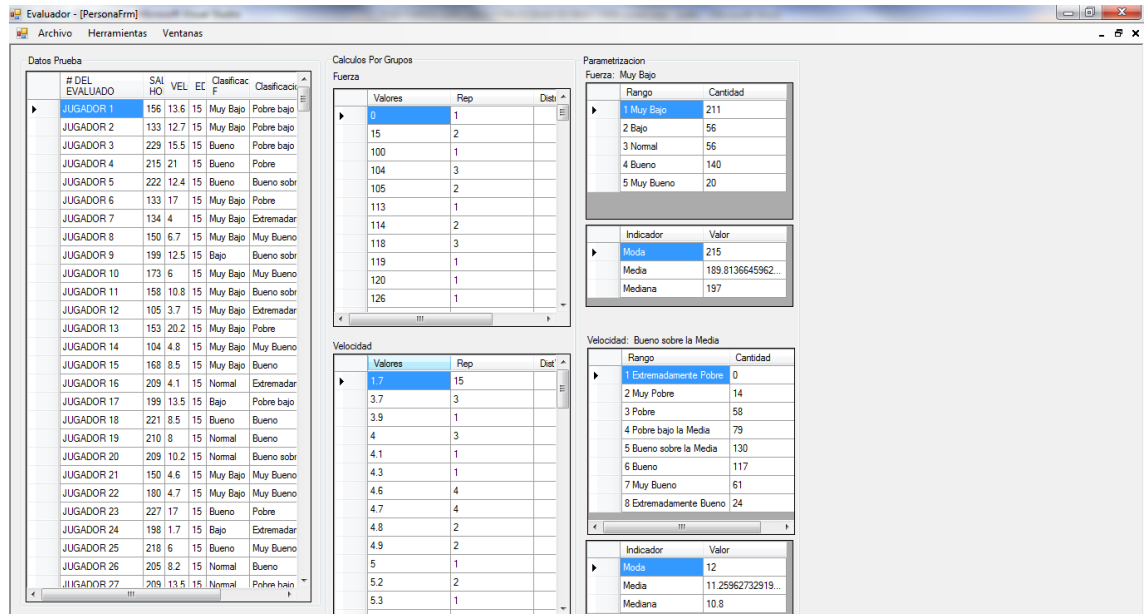 Evaluador - [PersonaFrm]
Archivo Herramientas Ventanas
Datos Prueba
# DEL EVALUADO SAL HO VEL ED Clasificac F Clasificacic
JUGADOR 1 156 13.6 15 Muy Bajo Pobre bajo
JUGADOR 2 133 12.7 15 Muy Bajo Pobre bajo
JUGADOR 3 229 15.5 15 Bueno Pobre bajo
JUGADOR 4 215 21 15 Bueno Pobre
JUGADOR 5 222 12.4 15 Bueno Bueno sobr
JUGADOR 6 133 17 15 Muy Bajo Pobre
JUGADOR 7 134 4 15 Muy Bajo Extremadar
JUGADOR 8 150 6.7 15 Muy Bajo Muy Bueno
JUGADOR 9 199 12.5 15 Bajo Bueno sobr
JUGADOR 10 173 6 15 Muy Bajo Muy Bueno
JUGADOR 11 158 10.8 15 Muy Bajo Bueno sobr
JUGADOR 12 105 3.7 15 Muy Bajo Extremadar
JUGADOR 13 153 20.2 15 Muy Bajo Pobre
JUGADOR 14 104 4.8 15 Muy Bajo Muy Bueno
JUGADOR 15 168 8.5 15 Muy Bajo Bueno
JUGADOR 16 209 4.1 15 Normal Extremadar
JUGADOR 17 199 13.5 15 Bajo Pobre bajo
JUGADOR 18 221 8.5 15 Bueno Bueno
JUGADOR 19 210 8 15 Normal Bueno
JUGADOR 20 209 10.2 15 Normal Bueno sobr
JUGADOR 21 150 4.6 15 Muy Bajo Muy Bueno
JUGADOR 22 180 4.7 15 Muy Bajo Muy Bueno
JUGADOR 23 227 17 15 Bueno Pobre
JUGADOR 24 198 1.7 15 Bajo Extremadar
JUGADOR 25 218 6 15 Bueno Muy Bueno
JUGADOR 26 205 8.2 15 Normal Bueno
JUGADOR 27 209 13.5 15 Normal Pobre bajo
Calculos Por Grupos
Fuerza
Valores Rep Distr
0 1
15 2
100 1
104 3
105 2
113 1
114 2
118 3
119 1
120 1
126 1
Velocidad
Valores Rep Dist
1.7 15
3.7 3
3.9 1
4 3
4.1 1
4.3 1
4.6 4
4.7 4
4.8 2
4.9 2
5 1
5.2 2
5.3 1
Parametrizacion
Fuerza: Muy Bajo
Rango Cantidad
1 Muy Bajo 211
2 Bajo 56
3 Normal 56
4 Bueno 140
5 Muy Bueno 20
Indicador Valor
Moda 215
Media 189.8136645962...
Mediana 197
Velocidad: Bueno sobre la Media
Rango Cantidad
1 Extremadamente Pobre 0
2 Muy Pobre 14
3 Pobre 58
4 Pobre bajo la Media 79
5 Bueno sobre la Media 130
6 Bueno 117
7 Muy Bueno 61
8 Extremadamente Bueno 24
Indicador Valor
Moda 12
Media 11.25962732919...
Mediana 10.8